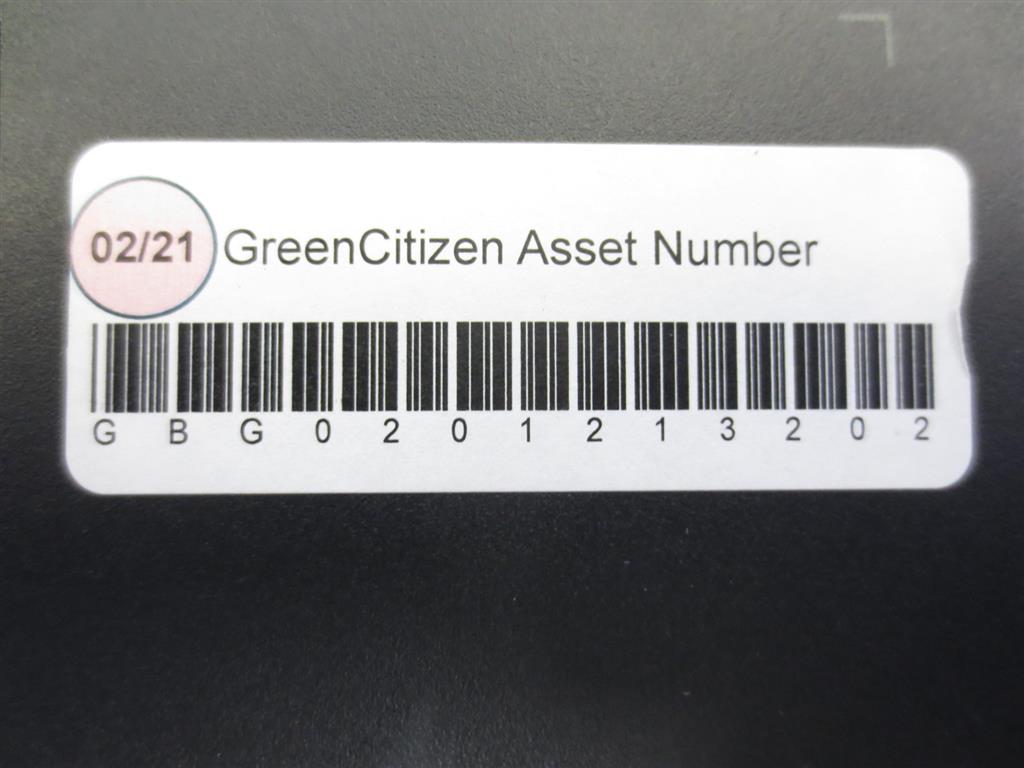 02/21 GreenCitizen Asset Number
G B G 0 2 0 1 2 1 3 2 0 2